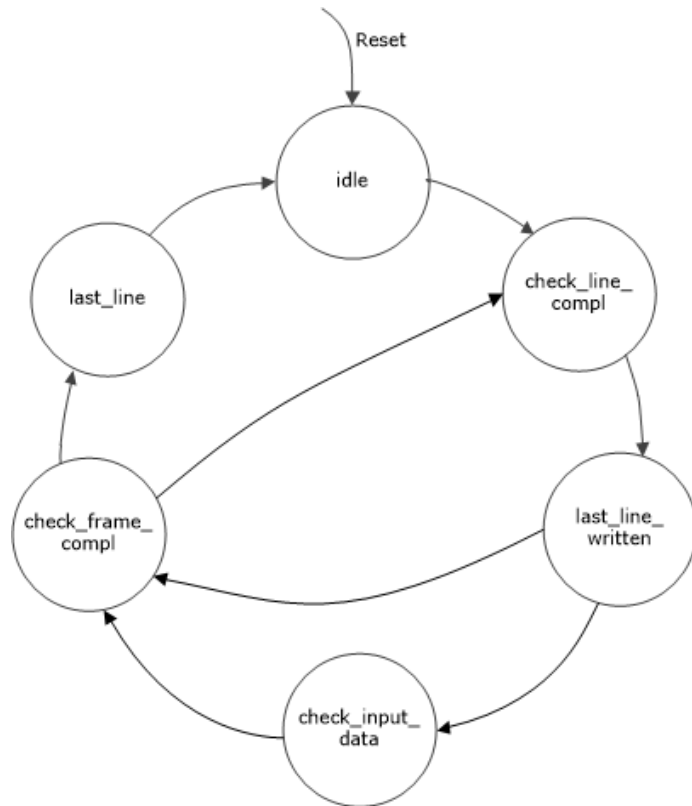 Reset
idle
check_line_
compl
last_line
last_line_
written
check_frame_
compl
check_input_
data